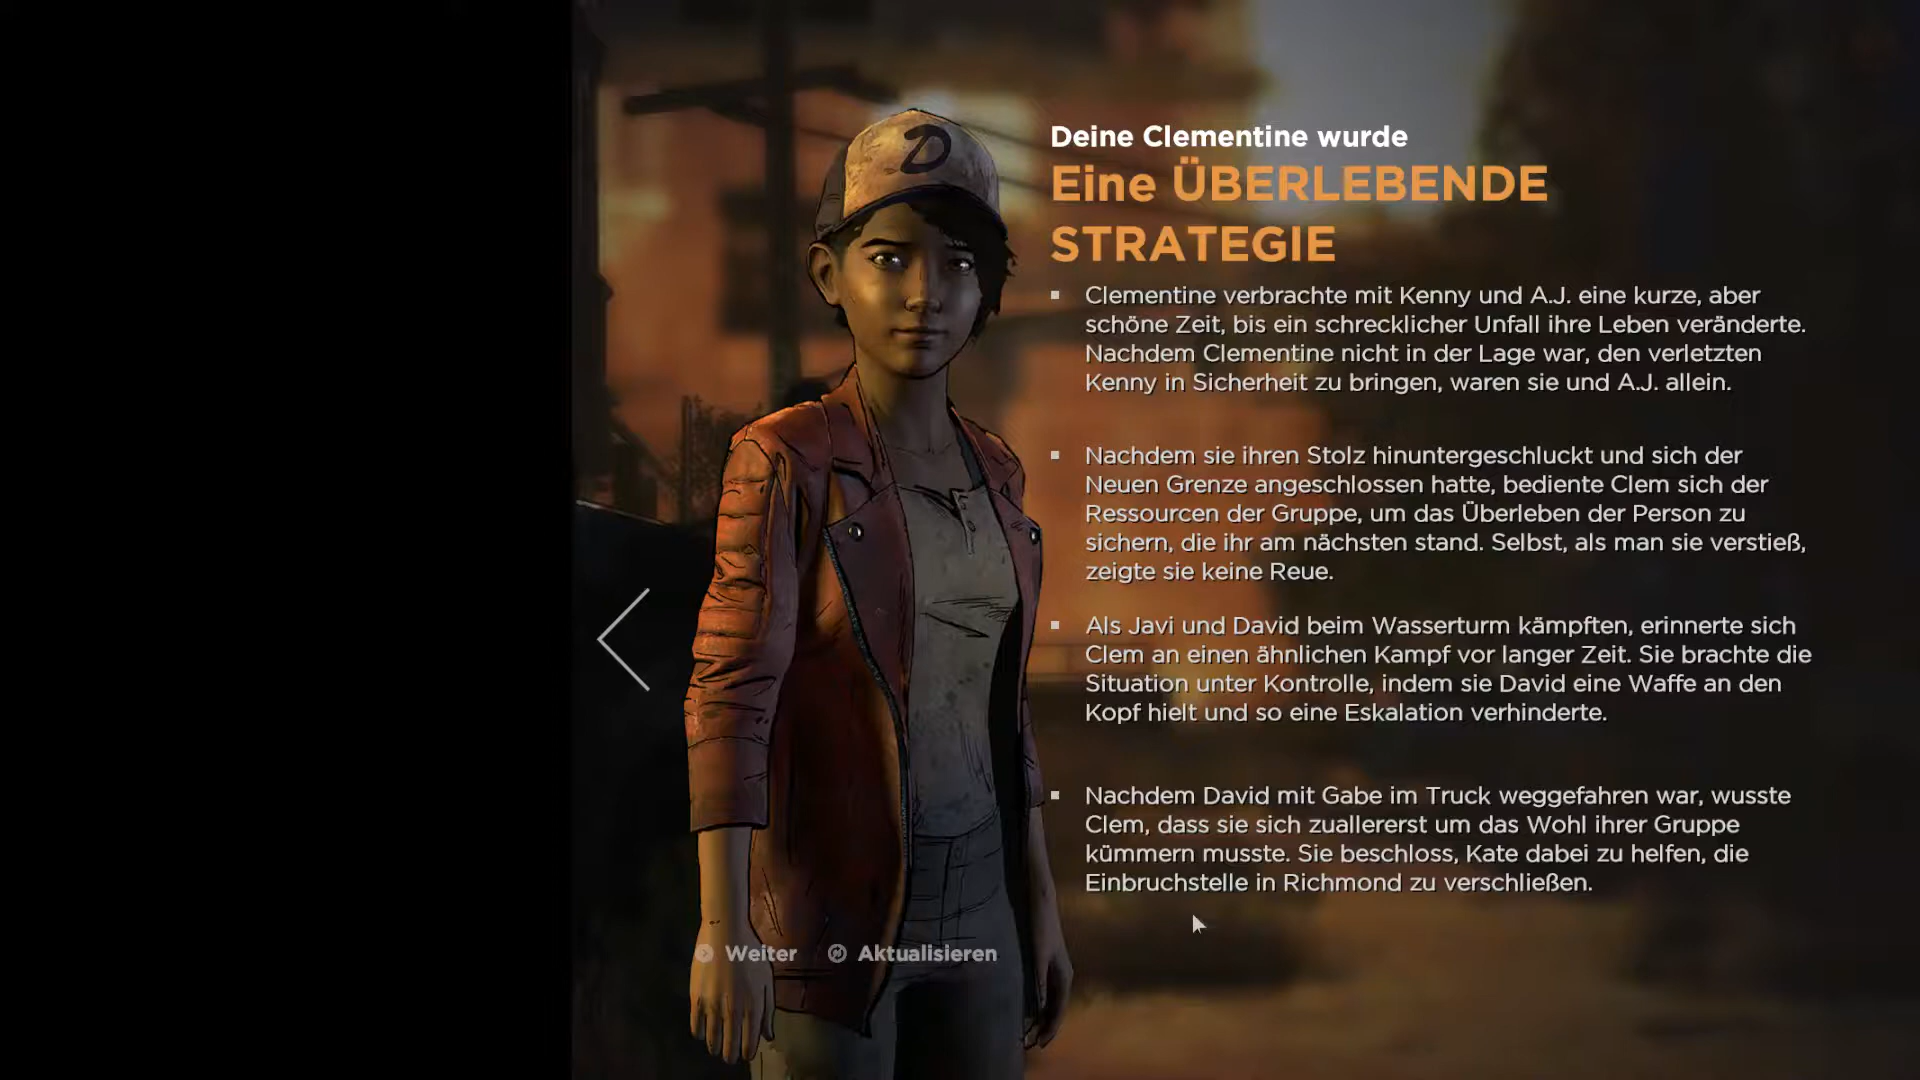 D
Deine Clementine wurde
Eine ÜBERLEBENDE
STRATEGIE
Clementine verbrachte mit Kenny und A.J. eine kurze, aber
schöne Zeit, bis ein schrecklicher Unfall ihre Leben veränderte.
Nachdem Clementine nicht in der Lage war, den verletzten
Kenny in Sicherheit zu bringen, waren sie und A.J. allein.
Nachdem sie ihren Stolz hinuntergeschluckt und sich der
Neuen Grenze angeschlossen hatte, bediente Clem sich der
Ressourcen der Gruppe, um das Überleben der Person zu
sichern, die ihr am nächsten stand. Selbst, als man sie verstieß,
zeigte sie keine Reue.
Als Javi und David beim Wasserturm kämpften, erinnerte sich
Clem an einen ähnlichen Kampf vor langer Zeit. Sie brachte die
Situation unter Kontrolle, indem sie David eine Waffe an den
Kopf hielt und so eine Eskalation verhinderte.
Nachdem David mit Gabe im Truck weggefahren war, wusste
Clem, dass sie sich zuallererst um das Wohl ihrer Gruppe
kümmern musste. Sie beschloss, Kate dabei zu helfen, die
Einbruchstelle in Richmond zu verschließen.
Weiter Aktualisieren